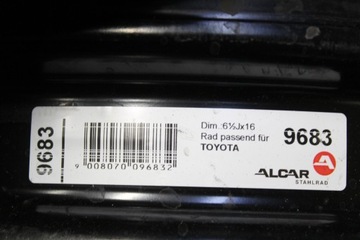 9683
9 008070 096832
Dim.:6½Jx16
Rad passend für
TOYOTA
9683
ALCAR
STAHLRAD